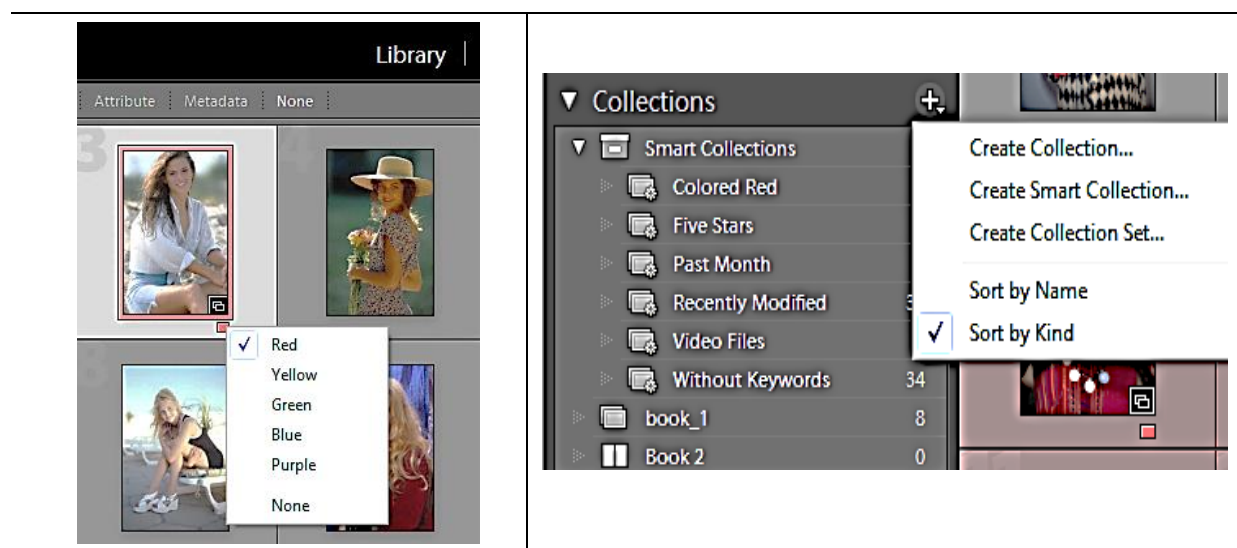 Library
Attribute Metadata None
3 4
Red
Yellow
Green
Blue
Purple
None
Collections
Smart Collections
Colored Red
Five Stars
Past Month
Recently Modified
Video Files
Without Keywords 34
book_1 8
Book 2 0
Create Collection...
Create Smart Collection...
Create Collection Set...
Sort by Name
Sort by Kind